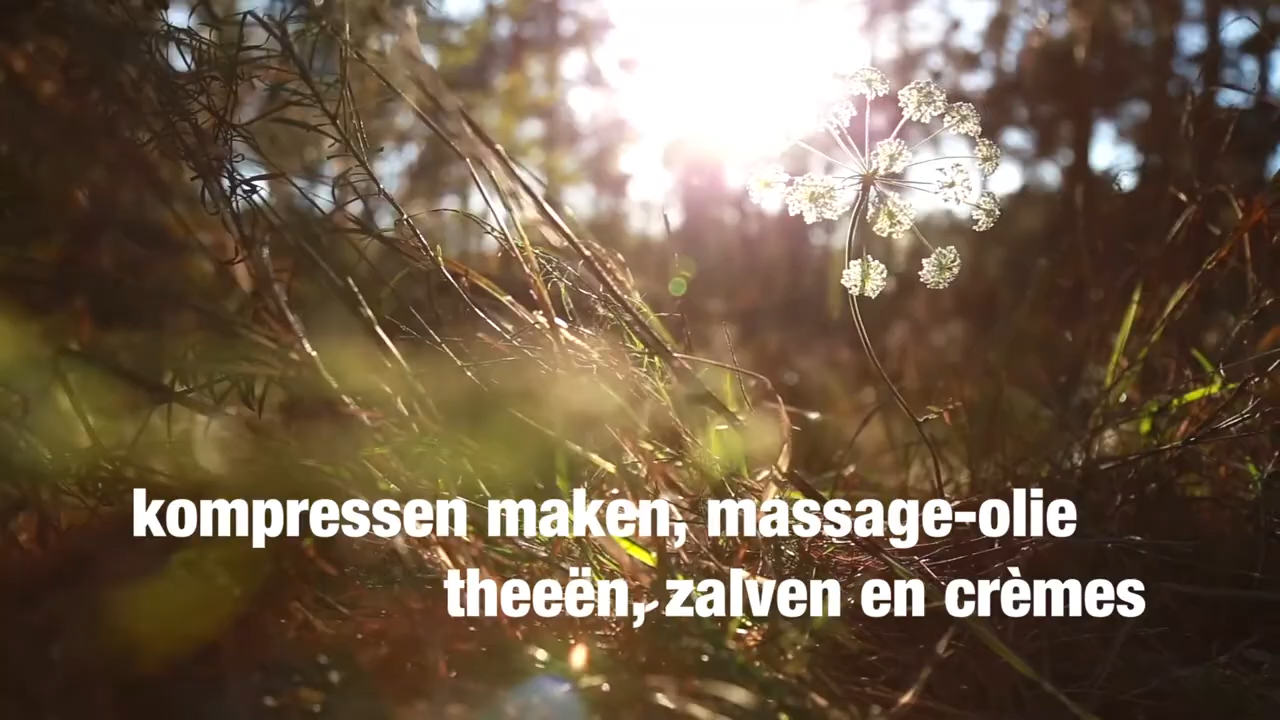 kompressen maken, massage-olie
theeën, zalven en crèmes